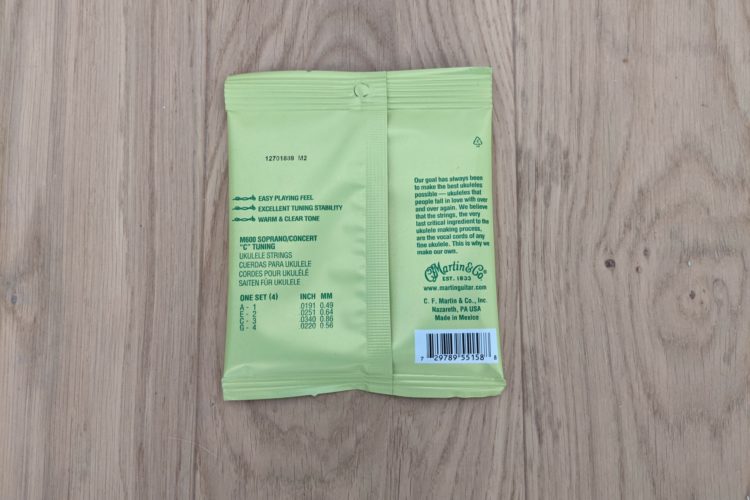 12701848 M2
EASY PLAYING FEEL
EXCELLENT TUNING STABILITY
WARM & CLEAR TONE
M600 SOPRANO/CONCERT
"C" TUNING
UKULELE STRINGS
CUERDAS PARA UKULELE
CORDES POUR UKULÉLÉ
SAITEN FÜR UKULELE
ONE SET (4) INCH MM
A - 1 .0191 0.49
E - 2 .0251 0.64
C - 3 .0340 0.86
G - 4 .0220 0.56
Our goal has always been
to make the best ukuleles
possible — ukuleles that
people fall in love with over
and over again. We believe
that the strings, the very
last critical ingredient to the
ukulele making process,
are the vocal cords of any
fine ukulele. This is why we
make our own.
Martin & Co.
EST. 1833
www.martinguitar.com
C. F. Martin & Co., Inc.
Nazareth, PA USA
Made in Mexico
7 29789 55158 8